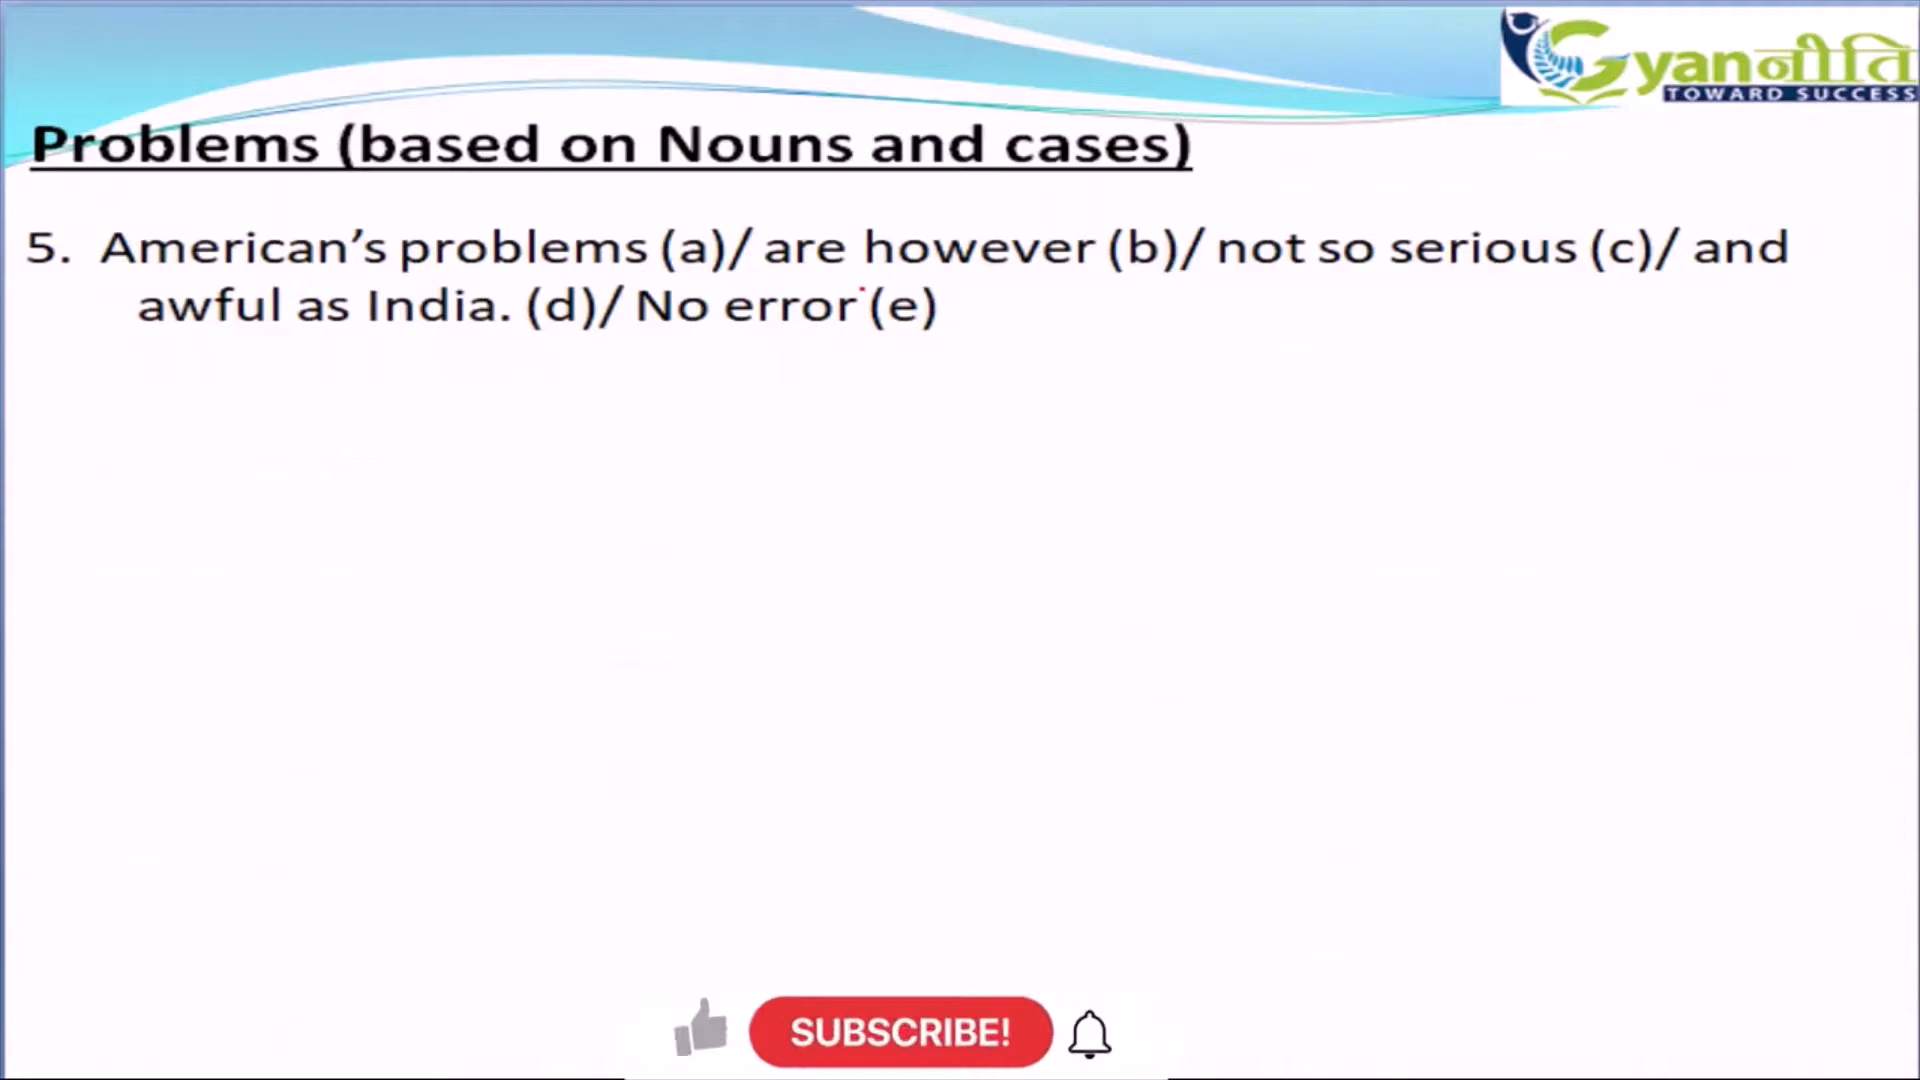 Gyanनीति
TOWARD SUCCESS
Problems (based on Nouns and cases)
5. American’s problems (a)/ are however (b)/ not so serious (c)/ and
awful as India. (d)/ No error (e)
SUBSCRIBE!